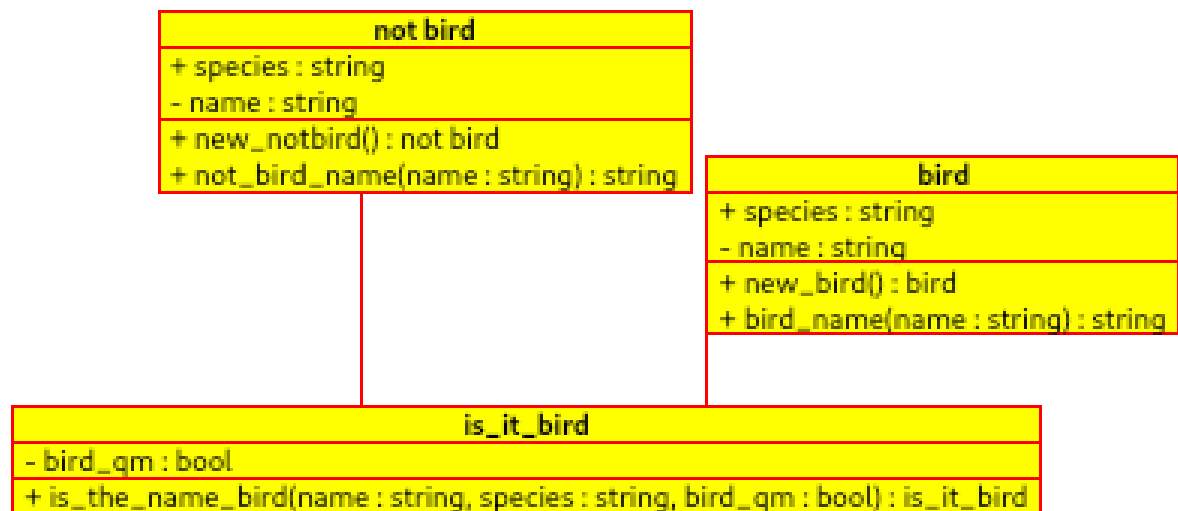 not bird
+ species : string
- name : string
+ new_notbird() : not bird
+ not_bird_name(name : string) : string
bird
+ species : string
- name : string
+ new_bird() : bird
+ bird_name(name : string) : string
is_it_bird
- bird_qm : bool
+ is_the_name_bird(name : string, species : string, bird_qm : bool) : is_it_bird